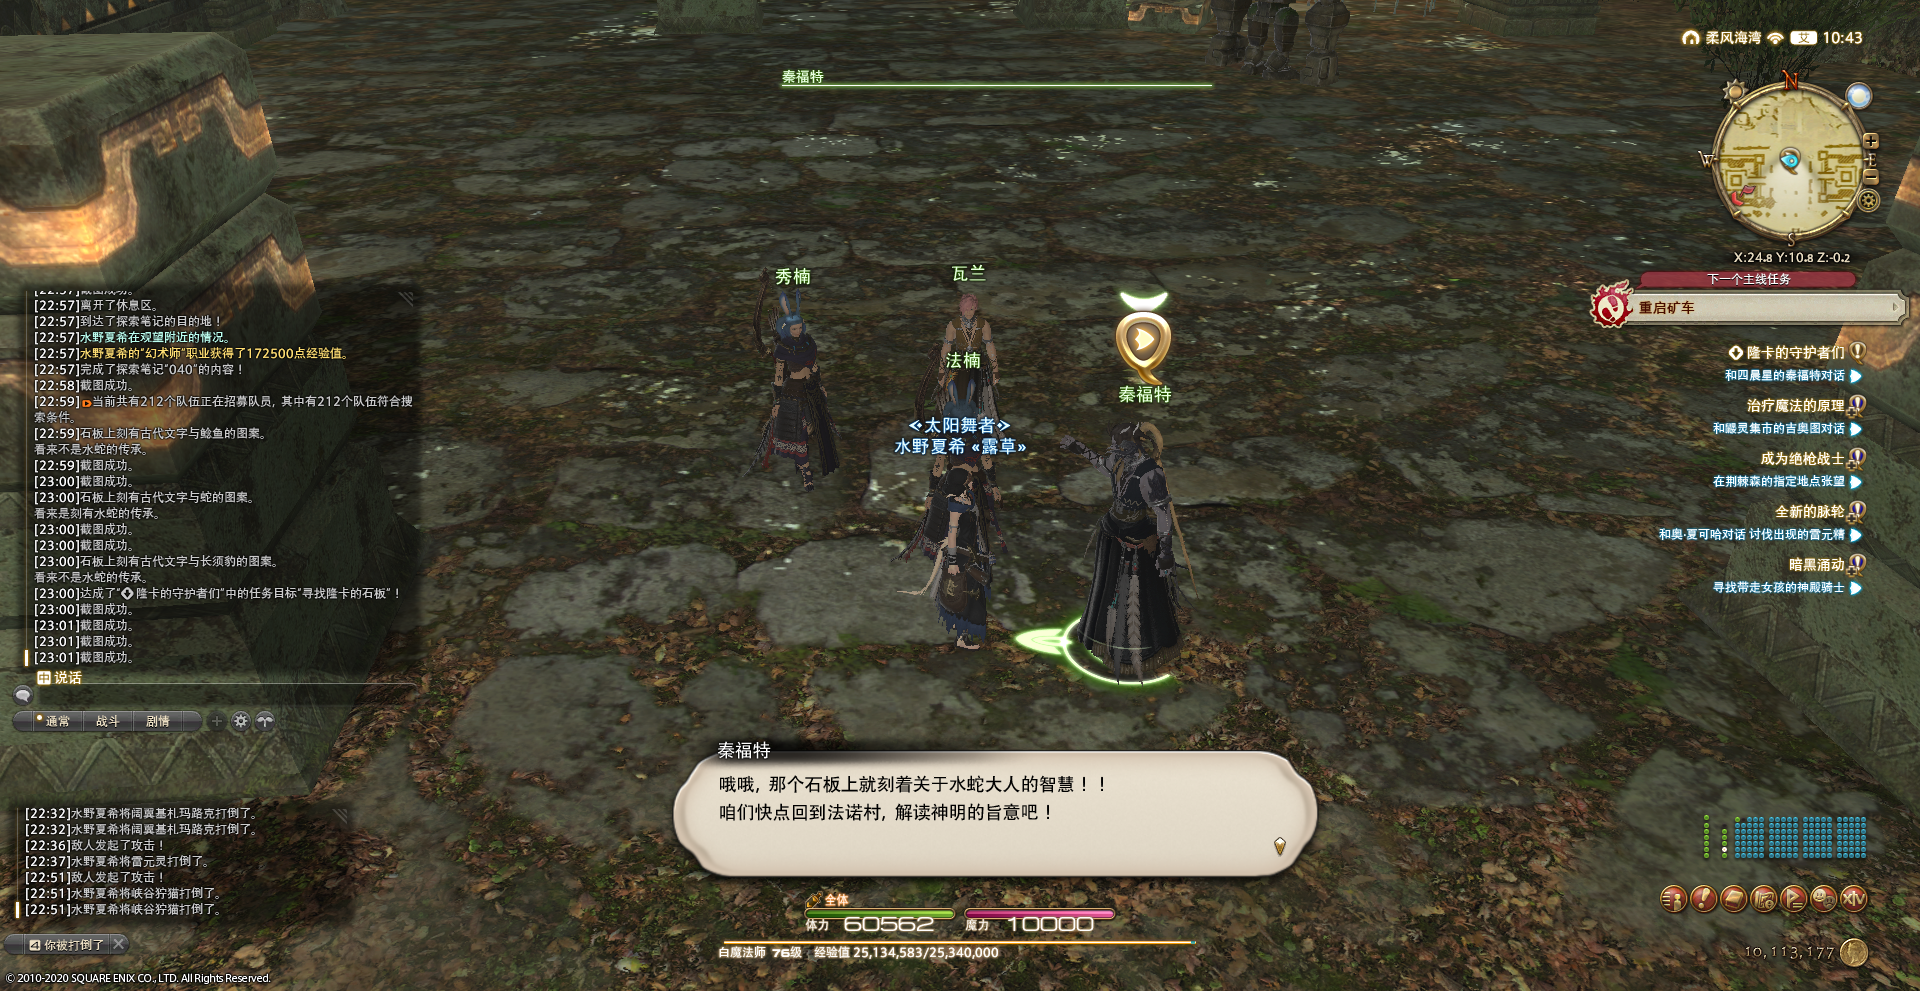 柔风海湾 艾 10:43
秦福特
N
W
E
S
X:24.8 Y:10.8 Z:-0.2
下一个主线任务
重启矿车
隆卡的守护者们
和四晨星的秦福特对话
治疗魔法的原理
和鼹灵集市的吉奥图对话
成为绝枪战士
在荆棘森的指定地点张望
全新的脉轮
和奥·夏可哈对话 讨伐出现的雷元精
暗黑涌动
寻找带走女孩的神殿骑士
秀楠
瓦兰
法楠
秦福特
太阳舞者
水野夏希 «露草»
[22:57]截图成功。
[22:57]离开了休息区。
[22:57]到达了探索笔记的目的地！
[22:57]水野夏希在观望附近的情况。
[22:57]水野夏希的“幻术师”职业获得了172500点经验值。
[22:57]完成了探索笔记“040”的内容！
[22:58]截图成功。
[22:59]当前共有212个队伍正在招募队员, 其中有212个队伍符合搜
索条件。
[22:59]石板上刻有古代文字与鲶鱼的图案。
看来不是水蛇的传承。
[22:59]截图成功。
[23:00]截图成功。
[23:00]石板上刻有古代文字与蛇的图案。
看来是刻有水蛇的传承。
[23:00]截图成功。
[23:00]截图成功。
[23:00]石板上刻有古代文字与长须豹的图案。
看来不是水蛇的传承。
[23:00]达成了“隆卡的守护者们”中的任务目标“寻找隆卡的石板”！
[23:00]截图成功。
[23:01]截图成功。
[23:01]截图成功。
[23:01]截图成功。
说话
通常 战斗 剧情
秦福特
哦哦, 那个石板上就刻着关于水蛇大人的智慧！！
咱们快点回到法诺村, 解读神明的旨意吧！
[22:32]水野夏希将阔翼基札玛路克打倒了。
[22:32]水野夏希将阔翼基札玛路克打倒了。
[22:36]敌人发起了攻击！
[22:37]水野夏希将雷元灵打倒了。
[22:51]敌人发起了攻击！
[22:51]水野夏希将峡谷狞猫打倒了。
[22:51]水野夏希将峡谷狞猫打倒了。
4 你被打倒了
全体
体力 60562 魔力 10000
白魔法师 76级 经验值 25,134,583/25,340,000
XIV
10,113,177
© 2010-2020 SQUARE ENIX CO., LTD. All Rights Reserved.